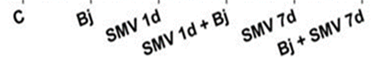 C
Bj
SMV 1d
SMV 1d + Bj
SMV 7d
Bj + SMV 7d